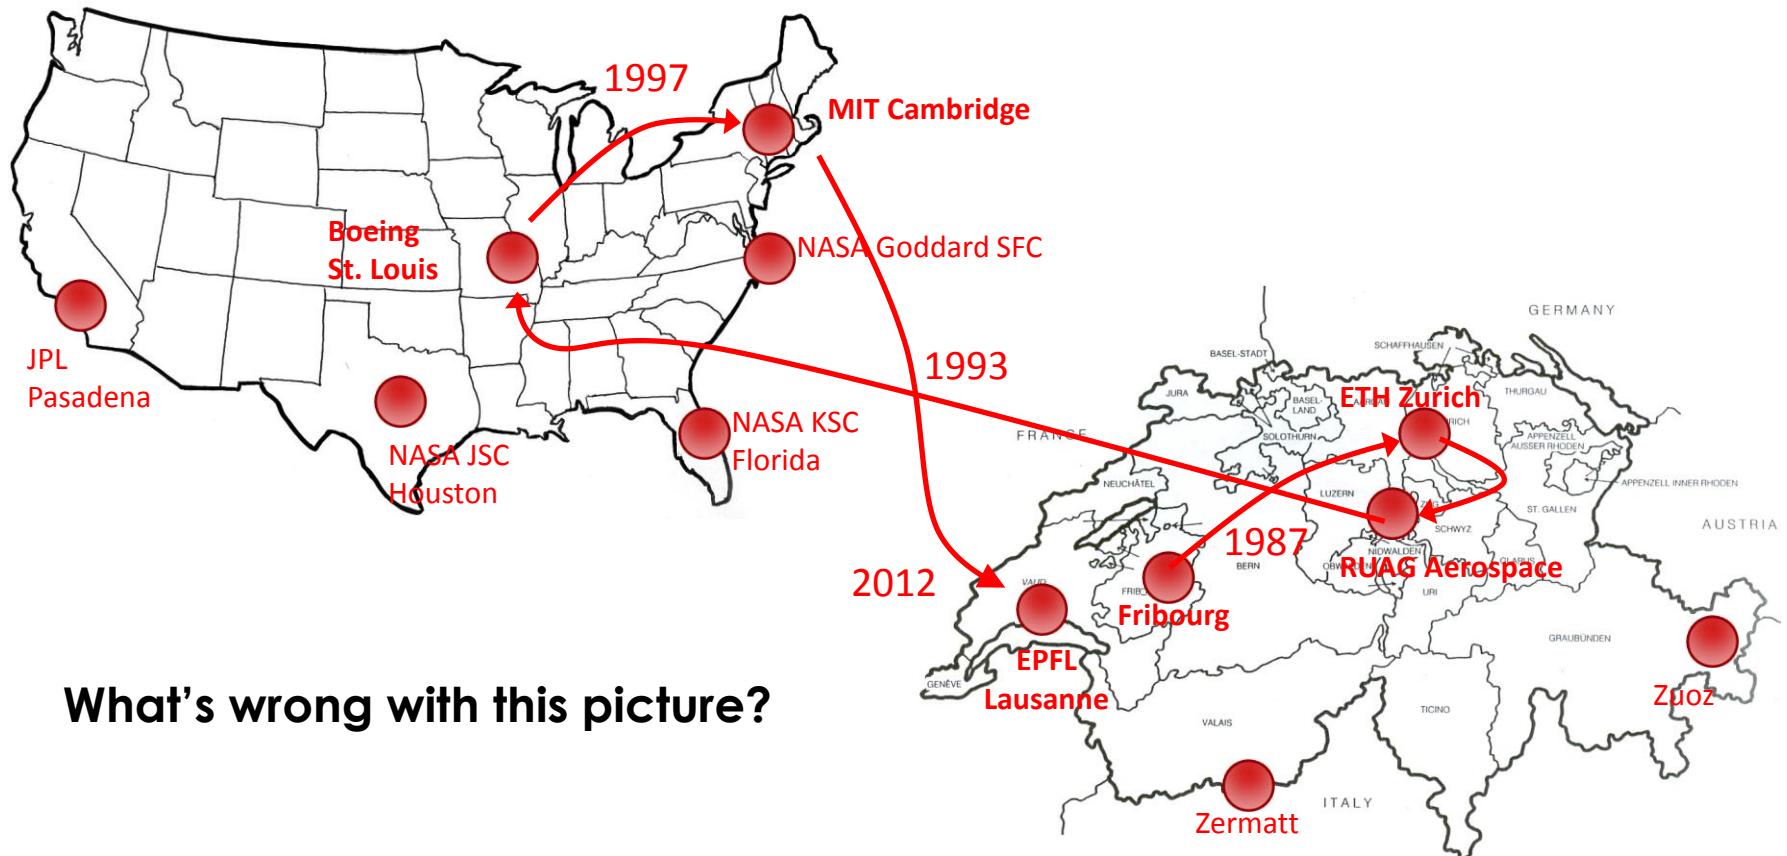 1997
MIT Cambridge
Boeing
St. Louis
NASA Goddard SFC
JPL
Pasadena
NASA JSC
Houston
NASA KSC
Florida
1993
2012
1987
What's wrong with this picture?
GERMANY
SCHAFFHAUSEN
BASEL-STADT
THURGAU
JURA
BASEL-
LAND
ETH Zurich
FRANCE
SOLOTHURN
APPENZELL
AUSSER RHODEN
NEUCHÂTEL
LUZERN
ZUG
APPENZELL INNER RHODEN
ST. GALLEN
SCHWYZ
AUSTRIA
NIDWALDEN
OBWALDEN
GLARUS
RUAG Aerospace
BERN
URI
VAUD
Fribourg
GRAUBÜNDEN
EPFL
Lausanne
GENÈVE
Zuoz
VALAIS
TICINO
Zermatt
ITALY